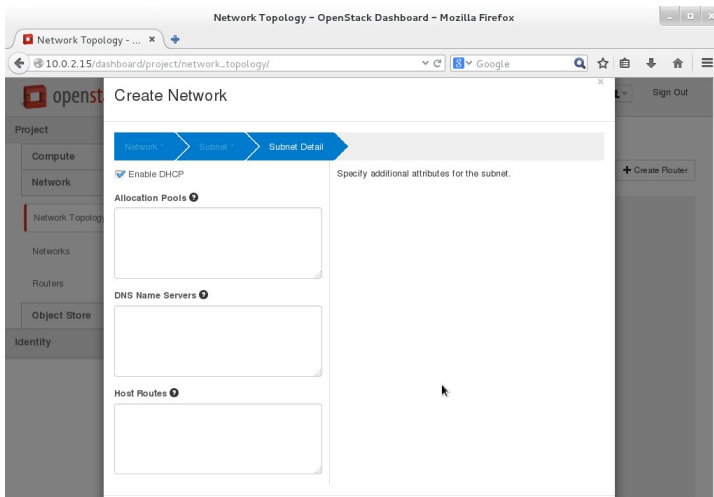 Network Topology - OpenStack Dashboard - Mozilla Firefox
Network Topology - ...
10.0.2.15/dashboard/project/network_topology/
Google
openst
Create Network
Sign Out
Project
Network *
Subnet *
Subnet Detail
Compute
Enable DHCP
Specify additional attributes for the subnet.
Create Router
Network
Allocation Pools
Network Topology
Networks
Routers
DNS Name Servers
Object Store
Identity
Host Routes